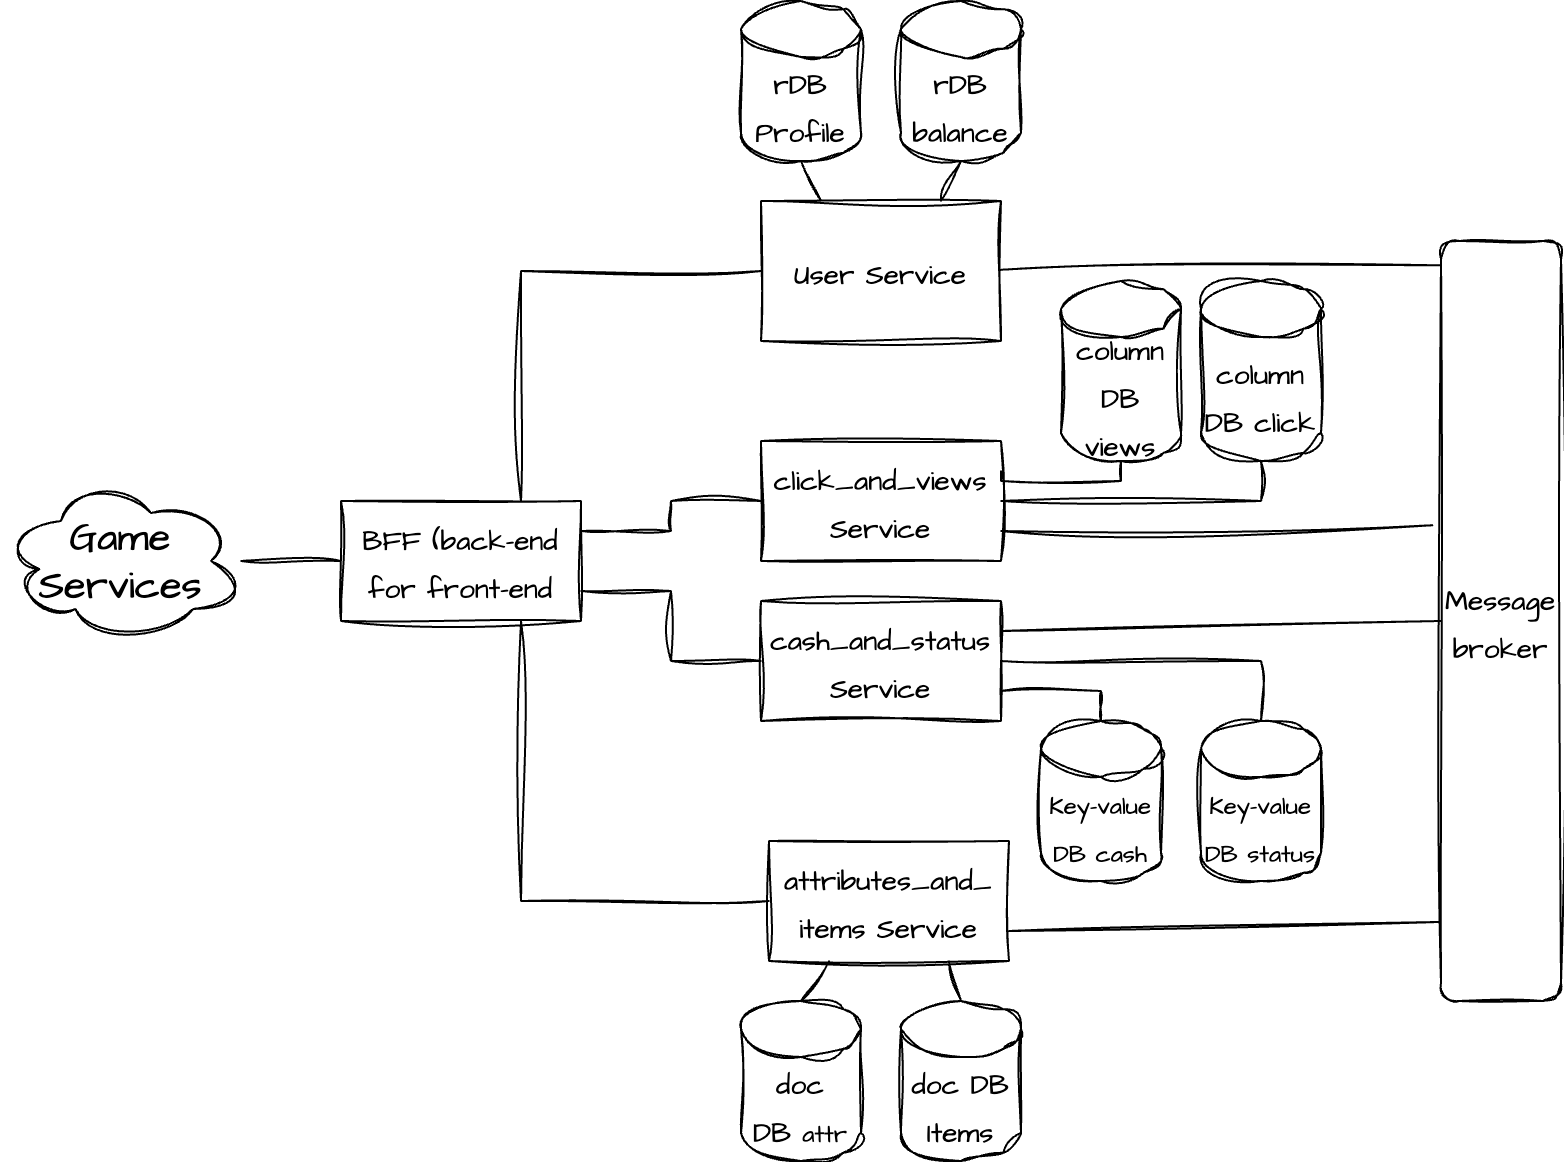 rDB
Profile
rDB
balance
User Service
column
DB
views
column
DB click
click_and_views
Service
Game
Services
BFF (back-end
for front-end
Message
broker
cash_and_status
Service
Key-value
DB cash
Key-value
DB status
attributes_and_
items Service
doc
DB attr
doc DB
Items